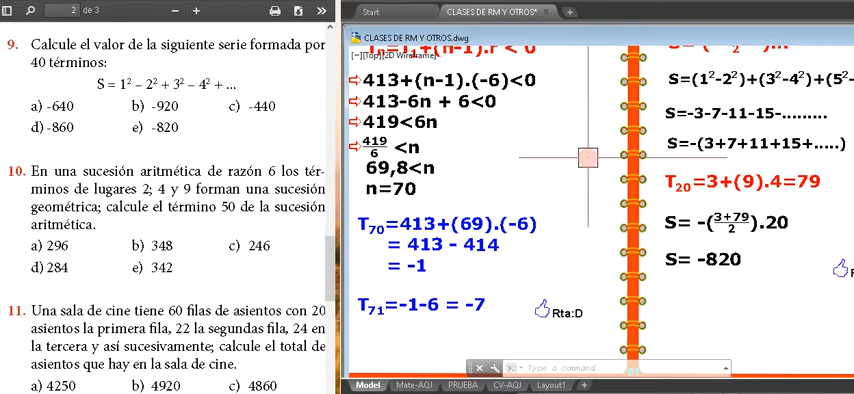 2 de 3
9. Calcule el valor de la siguiente serie formada por
40 términos:
S = 1² – 2² + 3² – 4² + ...
a) -640 b) -920 c) -440
d) -860 e) -820
10. En una sucesión aritmética de razón 6 los tér-
minos de lugares 2; 4 y 9 forman una sucesión
geométrica; calcule el término 50 de la sucesión
aritmética.
a) 296 b) 348 c) 246
d) 284 e) 342
11. Una sala de cine tiene 60 filas de asientos con 20
asientos la primera fila, 22 la segundas fila, 24 en
la tercera y así sucesivamente; calcule el total de
asientos que hay en la sala de cine.
a) 4250 b) 4920 c) 4860
Start CLASES DE RM Y OTROS*
CLASES DE RM Y OTROS.dwg
[−][Top][2D Wireframe]
⇨413+(n-1).(-6)<0
⇨413-6n + 6<0
⇨419<6n
⇨419/6 <n
69,8<n
n=70
T₇₀=413+(69).(-6)
= 413 - 414
= -1
T₇₁=-1-6 = -7
Rta:D
S=(1²-2²)+(3²-4²)+(5²-
S=-3-7-11-15-.........
S=-(3+7+11+15+.....)
T₂₀=3+(9).4=79
S= -(3+79/2).20
S= -820
Type a command
Model Mate-AQJ PRUEBA CV-AQJ Layout1 +